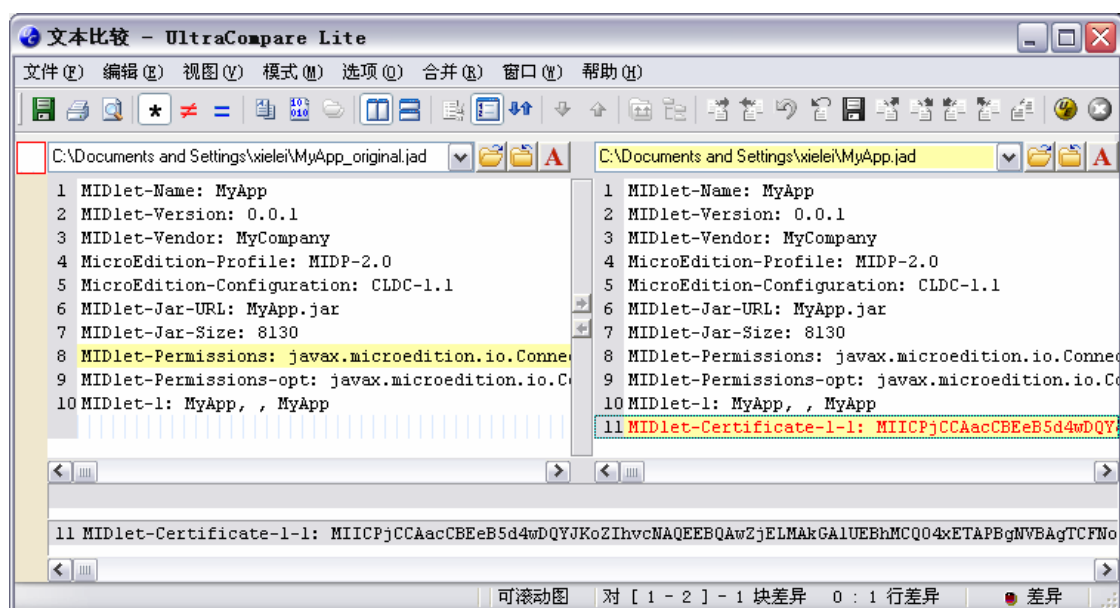 文本比较 - UltraCompare Lite
文件(F) 编辑(E) 视图(V) 模式(M) 选项(O) 合并(R) 窗口(W) 帮助(H)
C:\Documents and Settings\xielei\MyApp_original.jad
1 MIDlet-Name: MyApp
2 MIDlet-Version: 0.0.1
3 MIDlet-Vendor: MyCompany
4 MicroEdition-Profile: MIDP-2.0
5 MicroEdition-Configuration: CLDC-1.1
6 MIDlet-Jar-URL: MyApp.jar
7 MIDlet-Jar-Size: 8130
8 MIDlet-Permissions: javax.microedition.io.Connec
9 MIDlet-Permissions-opt: javax.microedition.io.Co
10 MIDlet-1: MyApp, , MyApp
C:\Documents and Settings\xielei\MyApp.jad
1 MIDlet-Name: MyApp
2 MIDlet-Version: 0.0.1
3 MIDlet-Vendor: MyCompany
4 MicroEdition-Profile: MIDP-2.0
5 MicroEdition-Configuration: CLDC-1.1
6 MIDlet-Jar-URL: MyApp.jar
7 MIDlet-Jar-Size: 8130
8 MIDlet-Permissions: javax.microedition.io.Connec
9 MIDlet-Permissions-opt: javax.microedition.io.Co
10 MIDlet-1: MyApp, , MyApp
11 MIDlet-Certificate-1-1: MIICPjCCAacCBEeB5d4wDQYJ
11 MIDlet-Certificate-1-1: MIICPjCCAacCBEeB5d4wDQYJKoZIhvcNAQEEBQAwZjELMAkGA1UEBhMCQ04xETAPBgNVBAgTCFNo
可滚动图 对 [ 1 - 2 ] - 1 块差异 0 : 1 行差异 差异